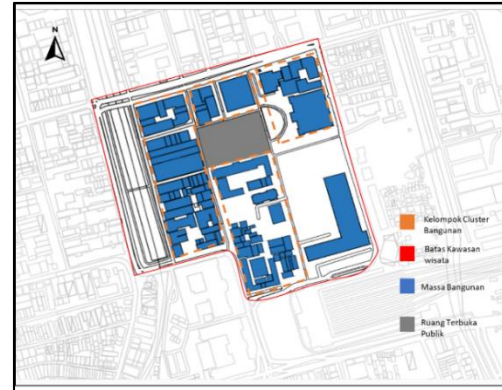 N
Kelompok Cluster
Bangunan
Batas Kawasan
wisata
Massa Bangunan
Ruang Terbuka
Publik